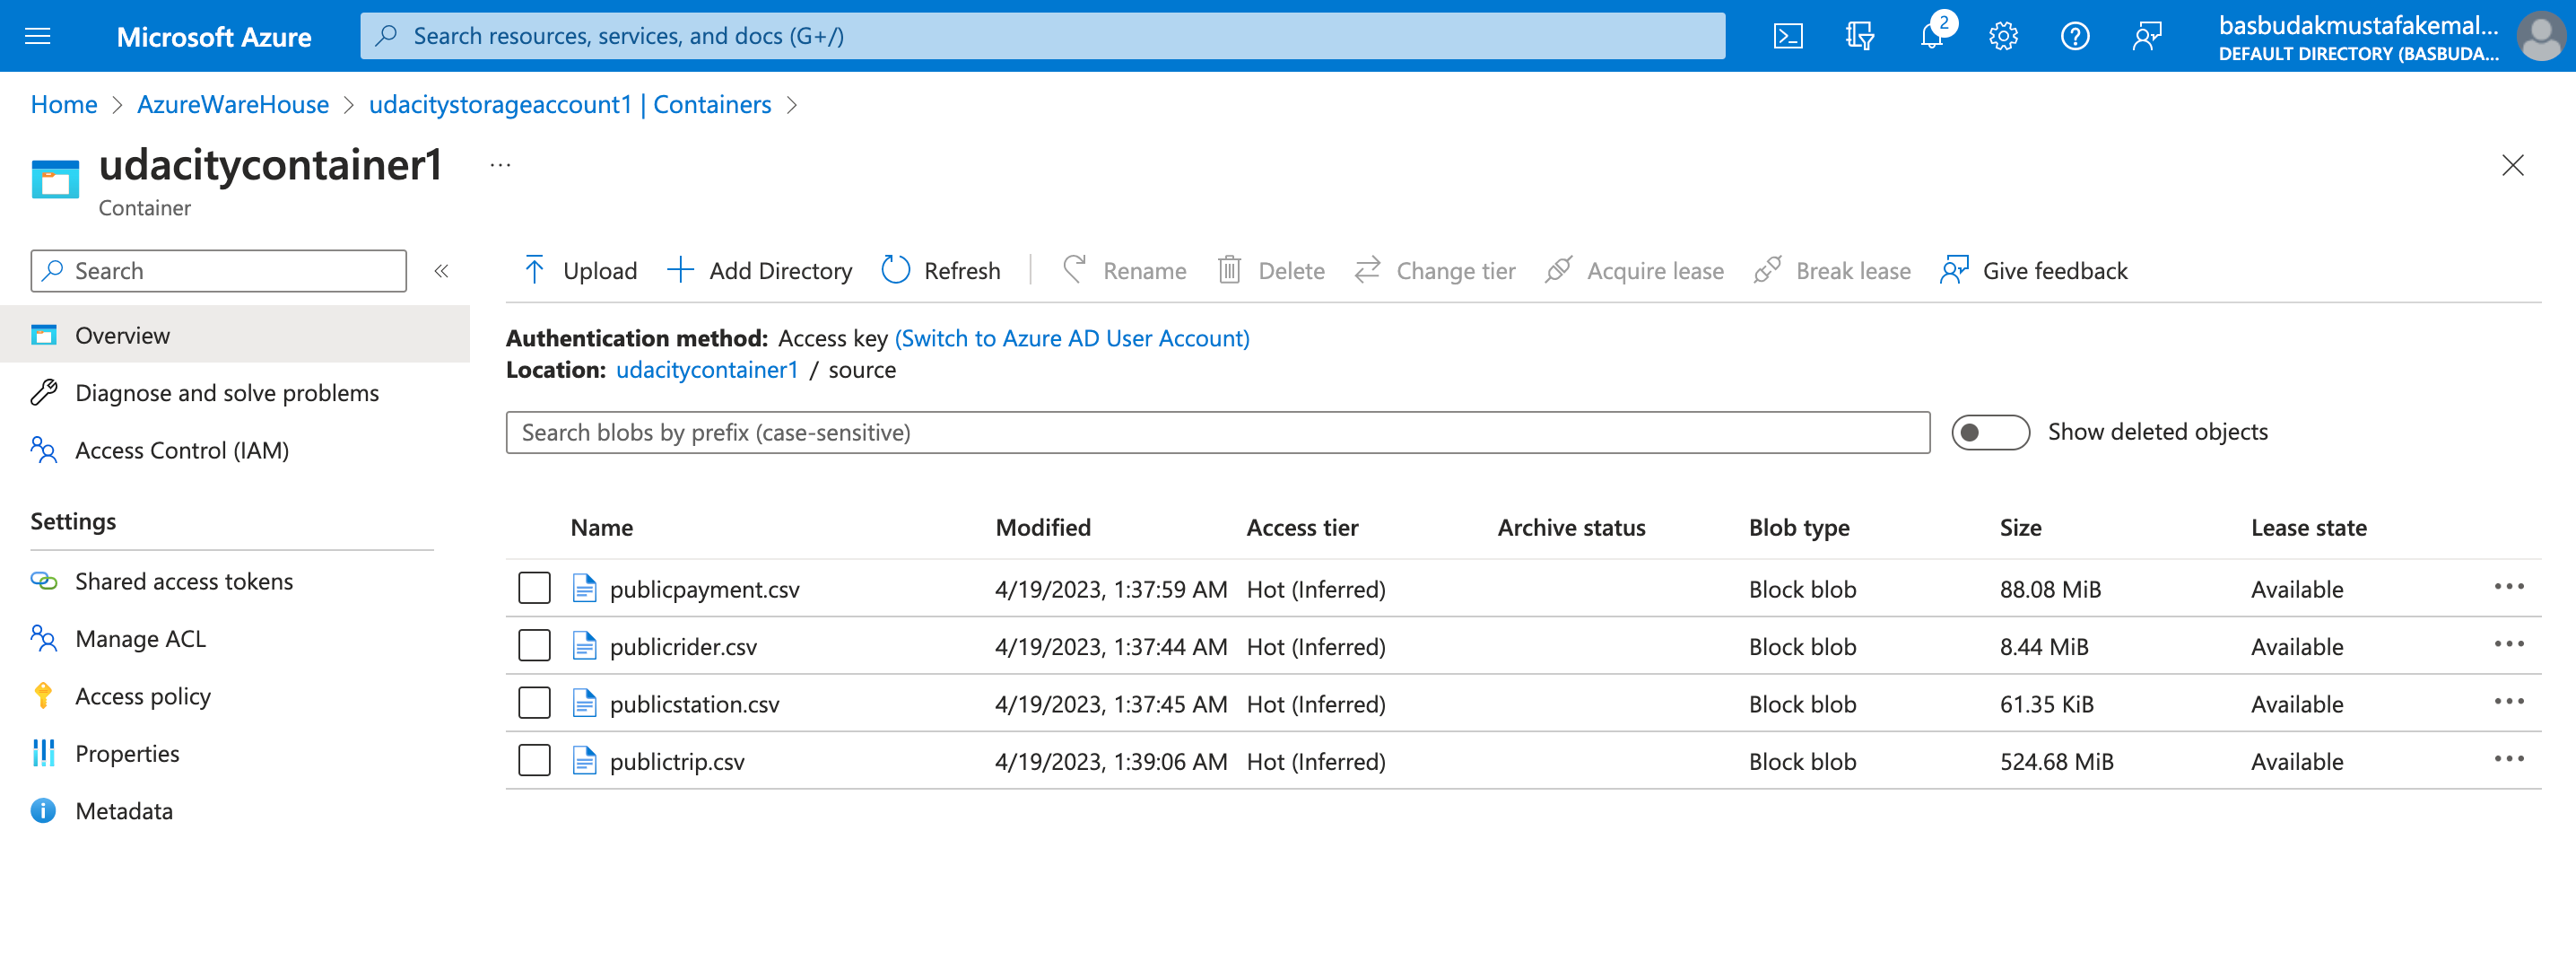 Microsoft Azure
Search resources, services, and docs (G+/)
2
basbudakmustafakemal...
DEFAULT DIRECTORY (BASBUDA...
Home > AzureWareHouse > udacitystorageaccount1 | Containers >
udacitycontainer1 ...
Container
Search
«
Upload
Add Directory
Refresh
Rename
Delete
Change tier
Acquire lease
Break lease
Give feedback
Overview
Diagnose and solve problems
Access Control (IAM)
Settings
Shared access tokens
Manage ACL
Access policy
Properties
Metadata
Authentication method: Access key (Switch to Azure AD User Account)
Location: udacitycontainer1 / source
Search blobs by prefix (case-sensitive)
Show deleted objects
Name Modified Access tier Archive status Blob type Size Lease state
publicpayment.csv 4/19/2023, 1:37:59 AM Hot (Inferred) Block blob 88.08 MiB Available ...
publicrider.csv 4/19/2023, 1:37:44 AM Hot (Inferred) Block blob 8.44 MiB Available ...
publicstation.csv 4/19/2023, 1:37:45 AM Hot (Inferred) Block blob 61.35 KiB Available ...
publictrip.csv 4/19/2023, 1:39:06 AM Hot (Inferred) Block blob 524.68 MiB Available ...